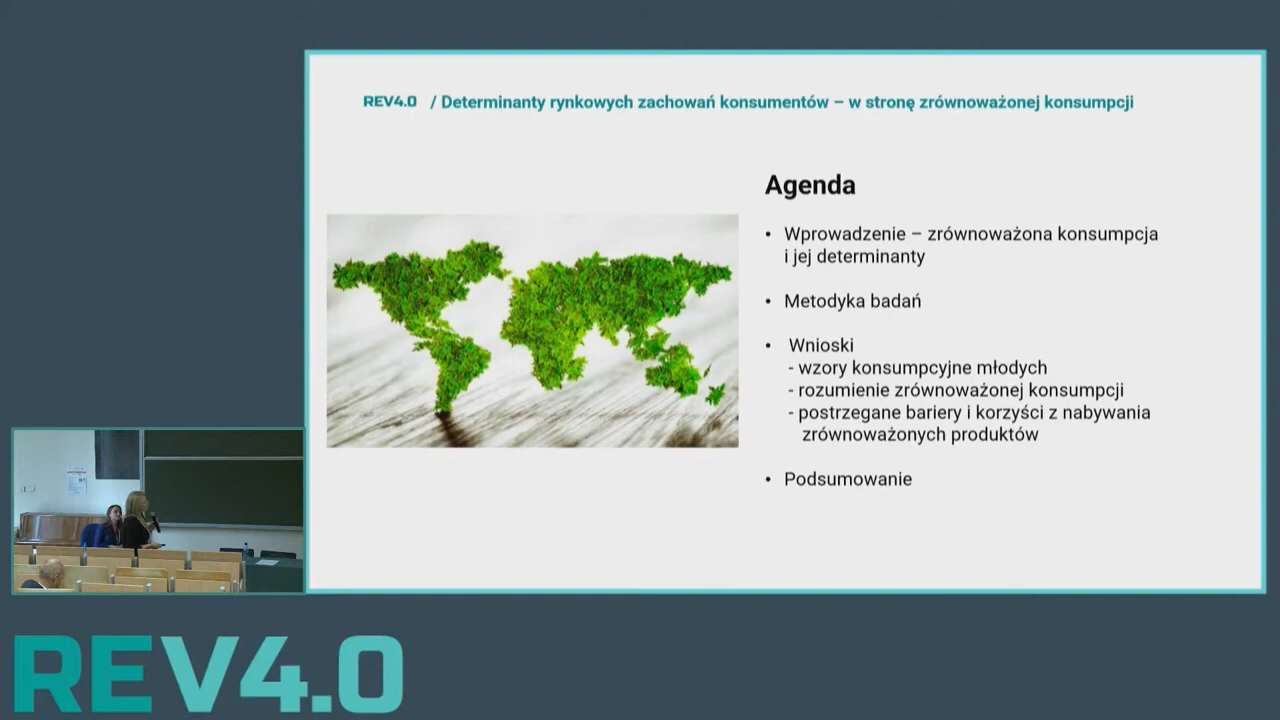 REV4.0 / Determinanty rynkowych zachowań konsumentów – w stronę zrównoważonej konsumpcji
Agenda
• Wprowadzenie – zrównoważona konsumpcja
i jej determinanty
• Metodyka badań
• Wnioski
- wzory konsumpcyjne młodych
- rozumienie zrównoważonej konsumpcji
- postrzegane bariery i korzyści z nabywania
zrównoważonych produktów
• Podsumowanie
REV4.0